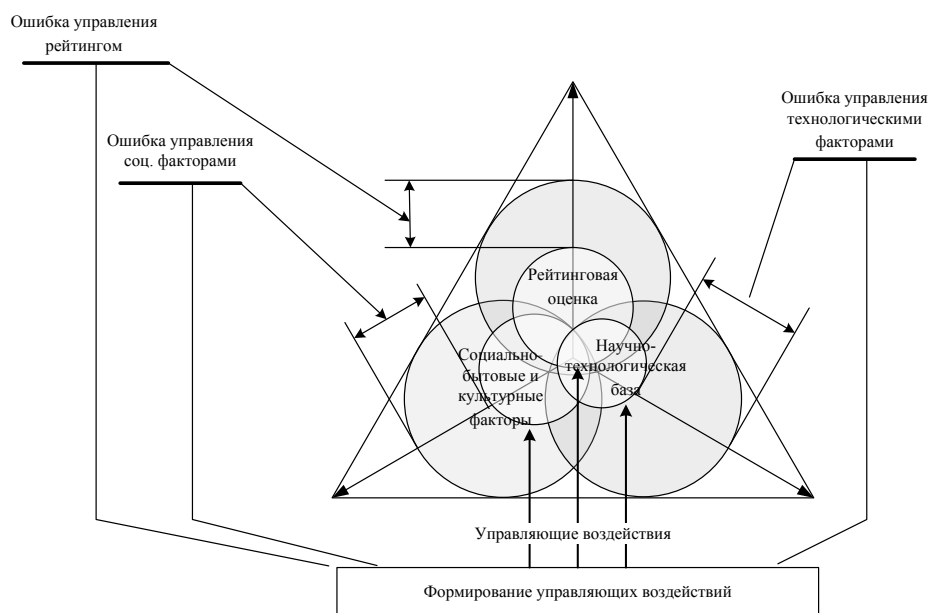 Ошибка управления
рейтингом
Ошибка управления
соц. факторами
Ошибка управления
технологическими
факторами
Рейтинговая
оценка
Социально-
бытовые и
культурные
факторы
Научно-
технологическая
база
Управляющие воздействия
Формирование управляющих воздействий